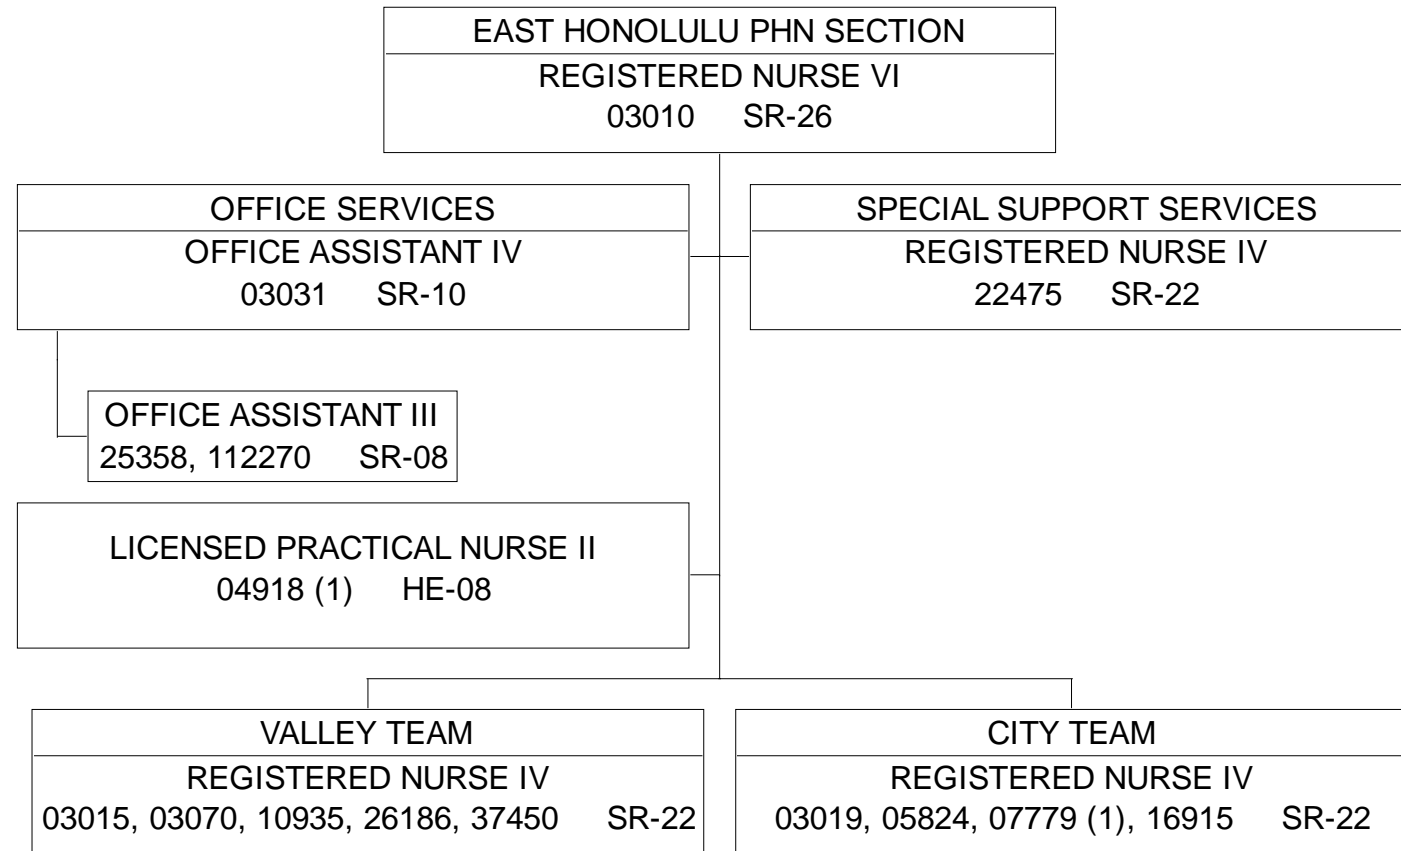 EAST HONOLULU PHN SECTION
REGISTERED NURSE VI
03010 SR-26
OFFICE SERVICES
OFFICE ASSISTANT IV
03031 SR-10
SPECIAL SUPPORT SERVICES
REGISTERED NURSE IV
22475 SR-22
OFFICE ASSISTANT III
25358, 112270 SR-08
LICENSED PRACTICAL NURSE II
04918 (1) HE-08
VALLEY TEAM
REGISTERED NURSE IV
03015, 03070, 10935, 26186, 37450 SR-22
CITY TEAM
REGISTERED NURSE IV
03019, 05824, 07779 (1), 16915 SR-22